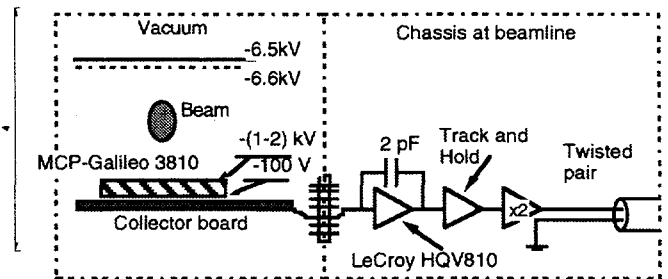 Vacuum
Chassis at beamline
-6.5kV
-6.6kV
Beam
-(1-2) kV
MCP-Galileo 3810
-100 V
Collector board
2 pF
Track and
Hold
x2
Twisted
pair
LeCroy HQV810